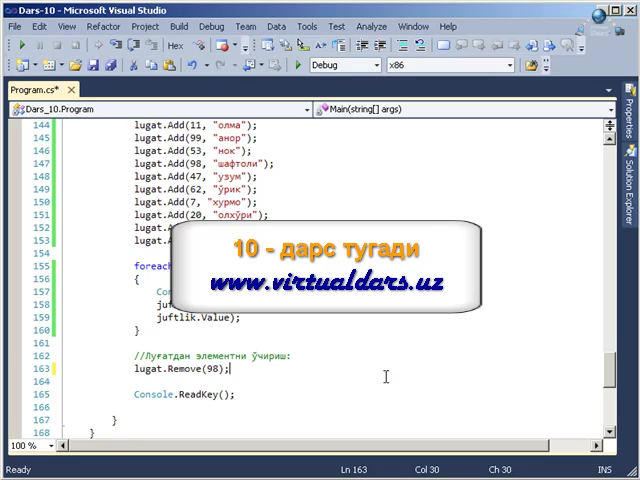 Dars-10 - Microsoft Visual Studio
File Edit View Refactor Project Build Debug Team Data Tools Test Analyze Window Help
Hex
Debug x86
Program.cs*
Dars_10.Program Main(string[] args)
144 lugat.Add(11, "олма");
145 lugat.Add(99, "анор");
146 lugat.Add(53, "нок");
147 lugat.Add(98, "шафтоли");
148 lugat.Add(47, "узум");
149 lugat.Add(62, "ўрик");
150 lugat.Add(7, "хурмо");
151 lugat.Add(20, "олхўри");
152 lugat.A
153 lugat.A
10 - дарс тугади
www.virtualdars.uz
155 foreach
156 {
157 Con
158 juf
159 juftlik.Value);
160 }
161
162 //Луғатдан элементни ўчириш:
163 lugat.Remove(98);
164
165 Console.ReadKey();
166
167 }
168 }
100 %
Ready Ln 163 Col 30 Ch 30 INS
Properties
Solution Explorer